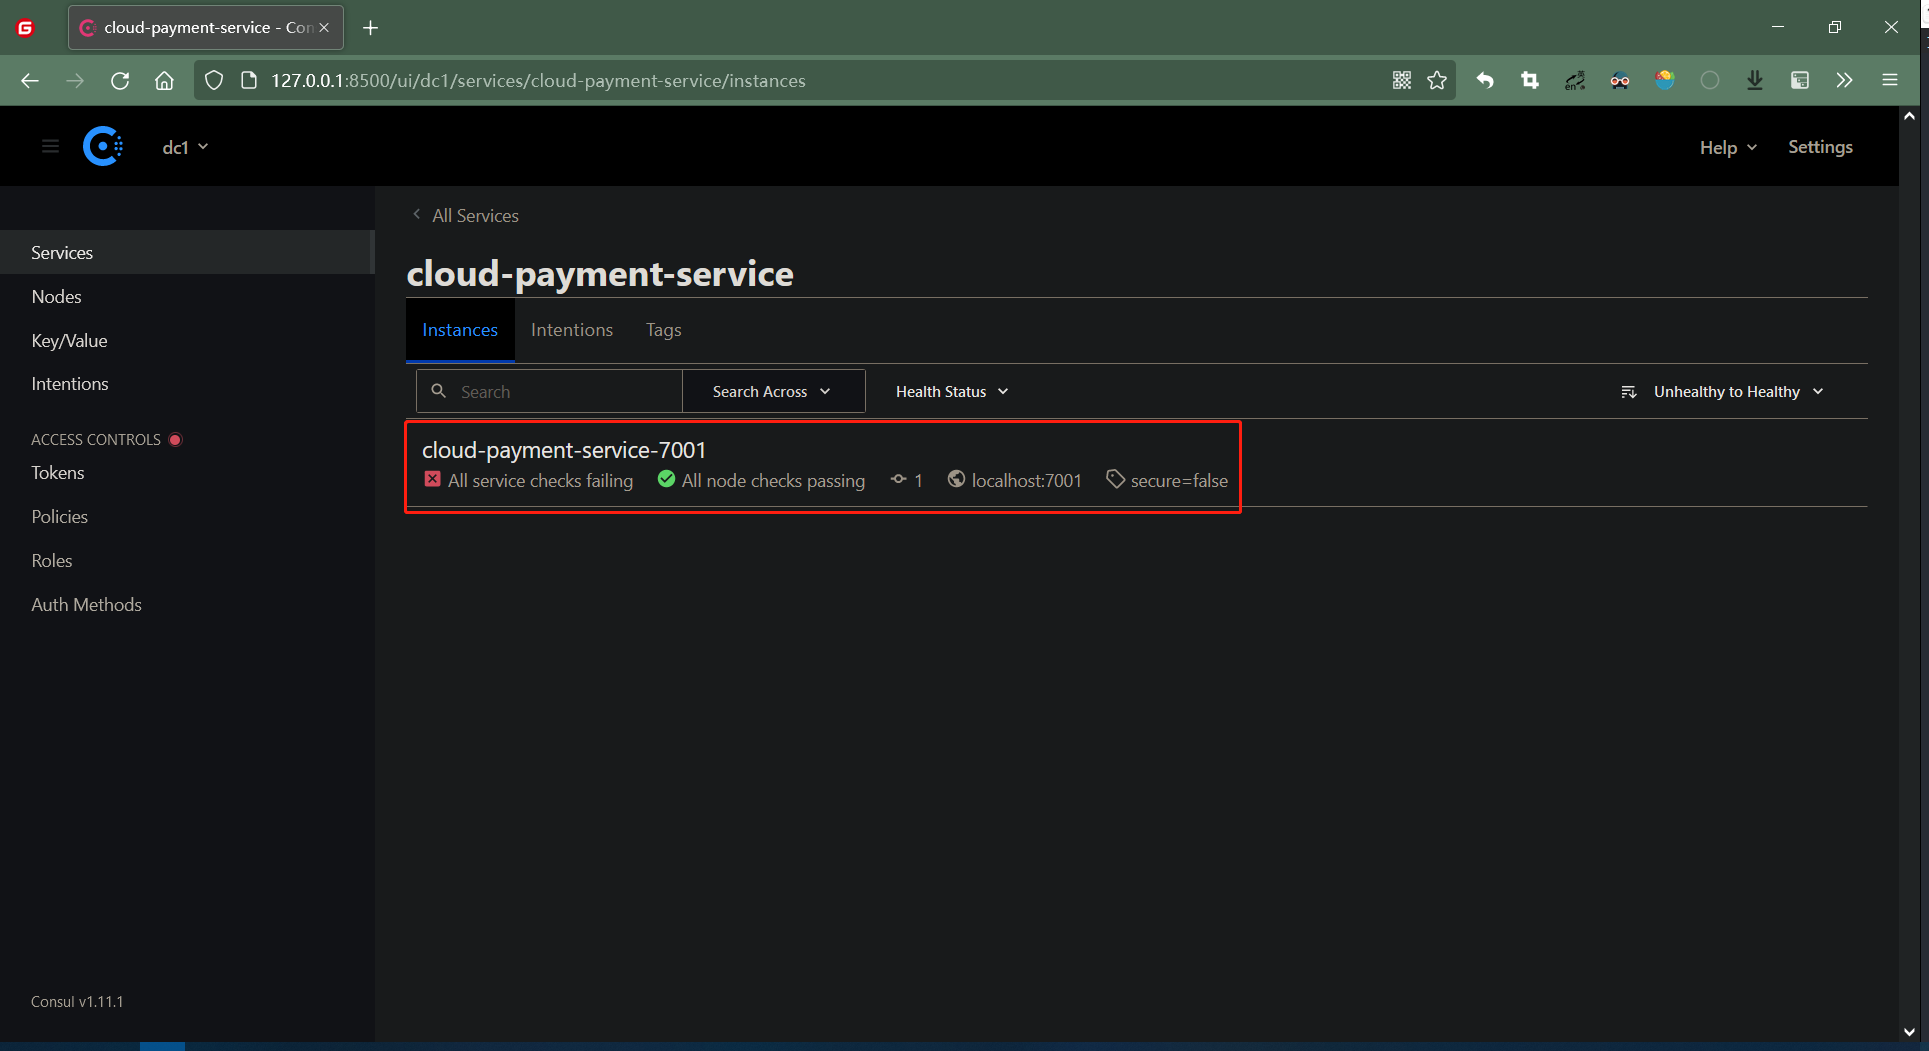 cloud-payment-service - Con
127.0.0.1:8500/ui/dc1/services/cloud-payment-service/instances
dc1
Help
Settings
Services
Nodes
Key/Value
Intentions
ACCESS CONTROLS
Tokens
Policies
Roles
Auth Methods
Consul v1.11.1
All Services
cloud-payment-service
Instances Intentions Tags
Search Search Across Health Status Unhealthy to Healthy
cloud-payment-service-7001
All service checks failing All node checks passing 1 localhost:7001 secure=false